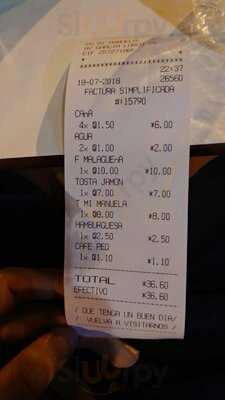 22:37
19-07-2018 26560
FACTURA SIMPLIFICADA
#:15790
CAÑA
4x @1.50 *6.00
AGUA
2x @1.00 *2.00
F MALAGUEñA
1x @10.00 *10.00
TOSTA JAMON
1x @7.00 *7.00
T MI MANUELA
1x @8.00 *8.00
HAMBURGUESA
1x @2.50 *2.50
CAFE PEQ
1x @1.10 *1.10
TOTAL *36.60
EFECTIVO *36.60
/ QUE TENGA UN BUEN DIA/
/ VUELVA A VISITARNOS /